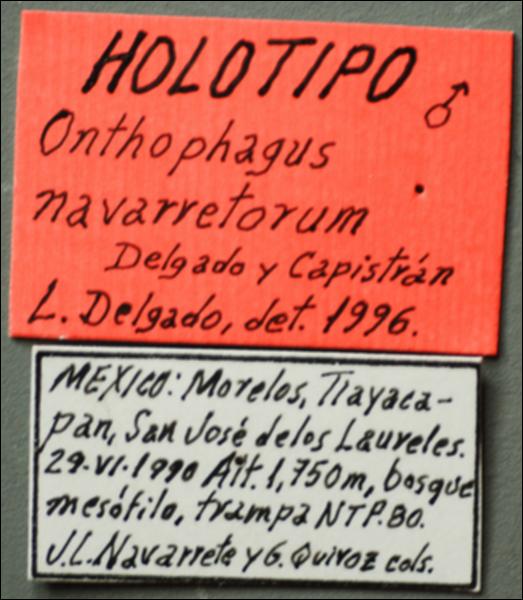 HOLOTIPO ♂
Onthophagus
navarretorum
Delgado y Capistrán
L. Delgado, det. 1996.
MEXICO: Morelos, Tlayaca-
pan, San José delos Laureles.
29-VI-1990 Alt. 1,750m, bosque
mesófilo, trampa NTP.80.
J.L. Navarrete y G. Quiroz cols.